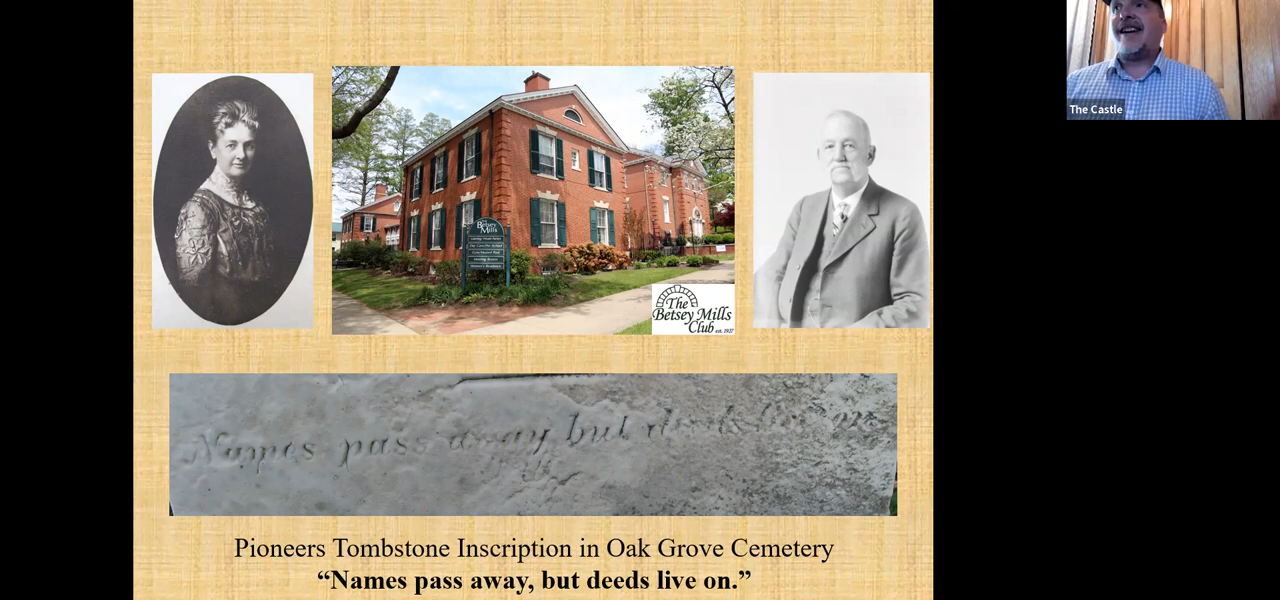 The Castle
Betsey
Mills
The
Betsey Mills
Club est. 1927
Names pass away but deeds live on
Pioneers Tombstone Inscription in Oak Grove Cemetery
“Names pass away, but deeds live on.”